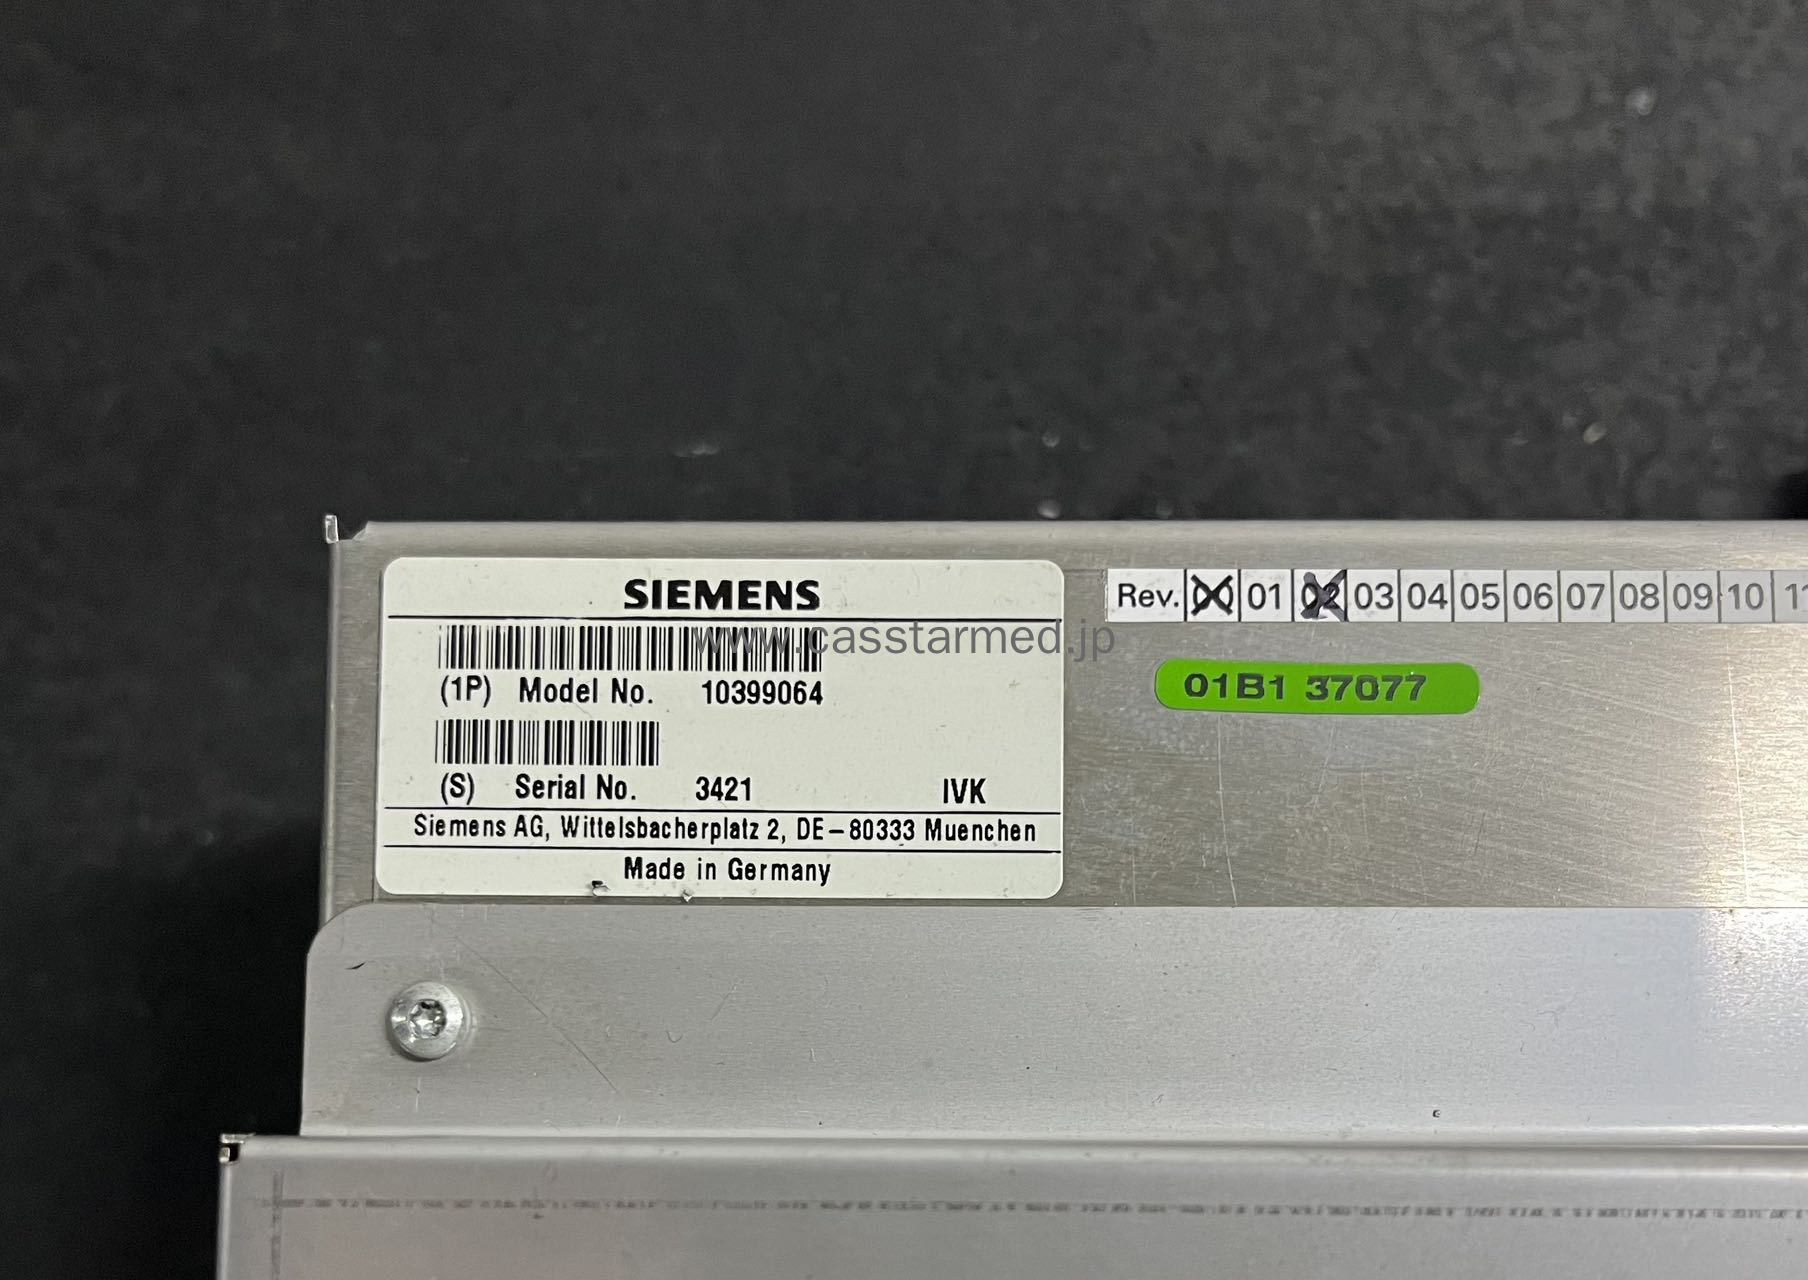 SIEMENS
www.casstarmed.jp
(1P) Model No. 10399064
(S) Serial No. 3421 IVK
Siemens AG, Wittelsbacherplatz 2, DE-80333 Muenchen
Made in Germany
Rev. 00 01 02 03 04 05 06 07 08 09 10 11
01B1 37077